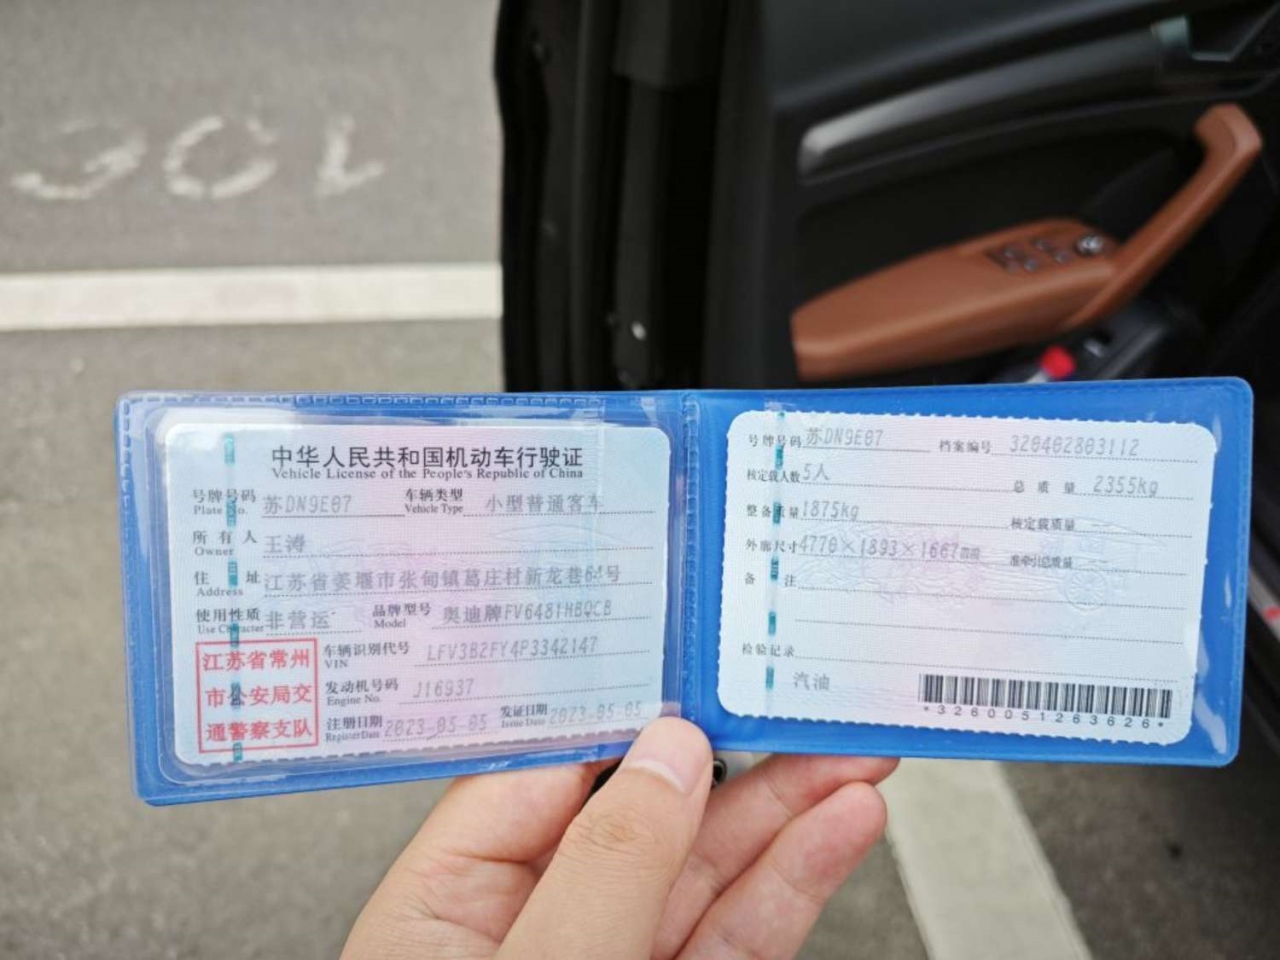 JOC
中华人民共和国机动车行驶证
Vehicle License of the People's Republic of China
号牌号码 苏DN9E07 车辆类型 小型普通客车
Plate No. Vehicle Type
所有人 王涛
Owner
住址 江苏省姜堰市张甸镇葛庄村新龙巷64号
Address
使用性质 非营运 品牌型号 奥迪牌FV6481HBQCB
Use Character Model
江苏省常州
市公安局交
通警察支队
车辆识别代号 LFV3B2FY4P3342147
VIN
发动机号码 J16937
Engine No.
注册日期 2023-05-05 发证日期 2023-05-05
Register Date Issue Date
号牌号码 苏DN9E07 档案编号 320402803112
核定载人数 5人 总质量 2355kg
整备质量 1875kg 核定载质量 --
外廓尺寸 4770×1893×1667mm 准牵引总质量 --
备注
检验记录
汽油
*3260051263626*